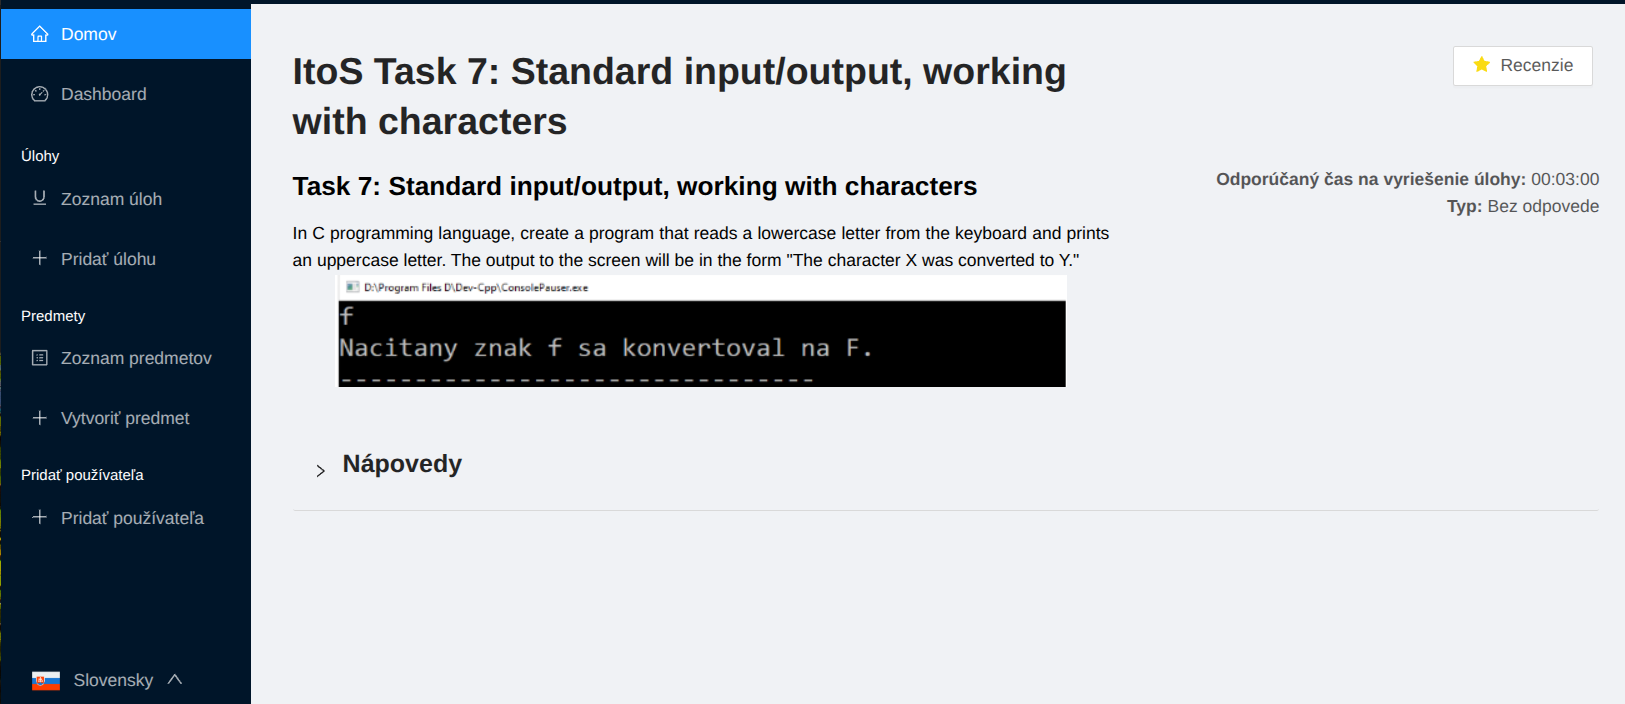 Domov
Dashboard
Úlohy
Zoznam úloh
Pridať úlohu
Predmety
Zoznam predmetov
Vytvoriť predmet
Pridať používateľa
Pridať používateľa
Slovensky
ItoS Task 7: Standard input/output, working
with characters
Recenzie
Task 7: Standard input/output, working with characters
Odporúčaný čas na vyriešenie úlohy: 00:03:00
Typ: Bez odpovede
In C programming language, create a program that reads a lowercase letter from the keyboard and prints
an uppercase letter. The output to the screen will be in the form "The character X was converted to Y."
D:\Program Files D\Dev-Cpp\ConsolePauser.exe
f
Nacitany znak f sa konvertoval na F.
--------------------------------
Nápovedy